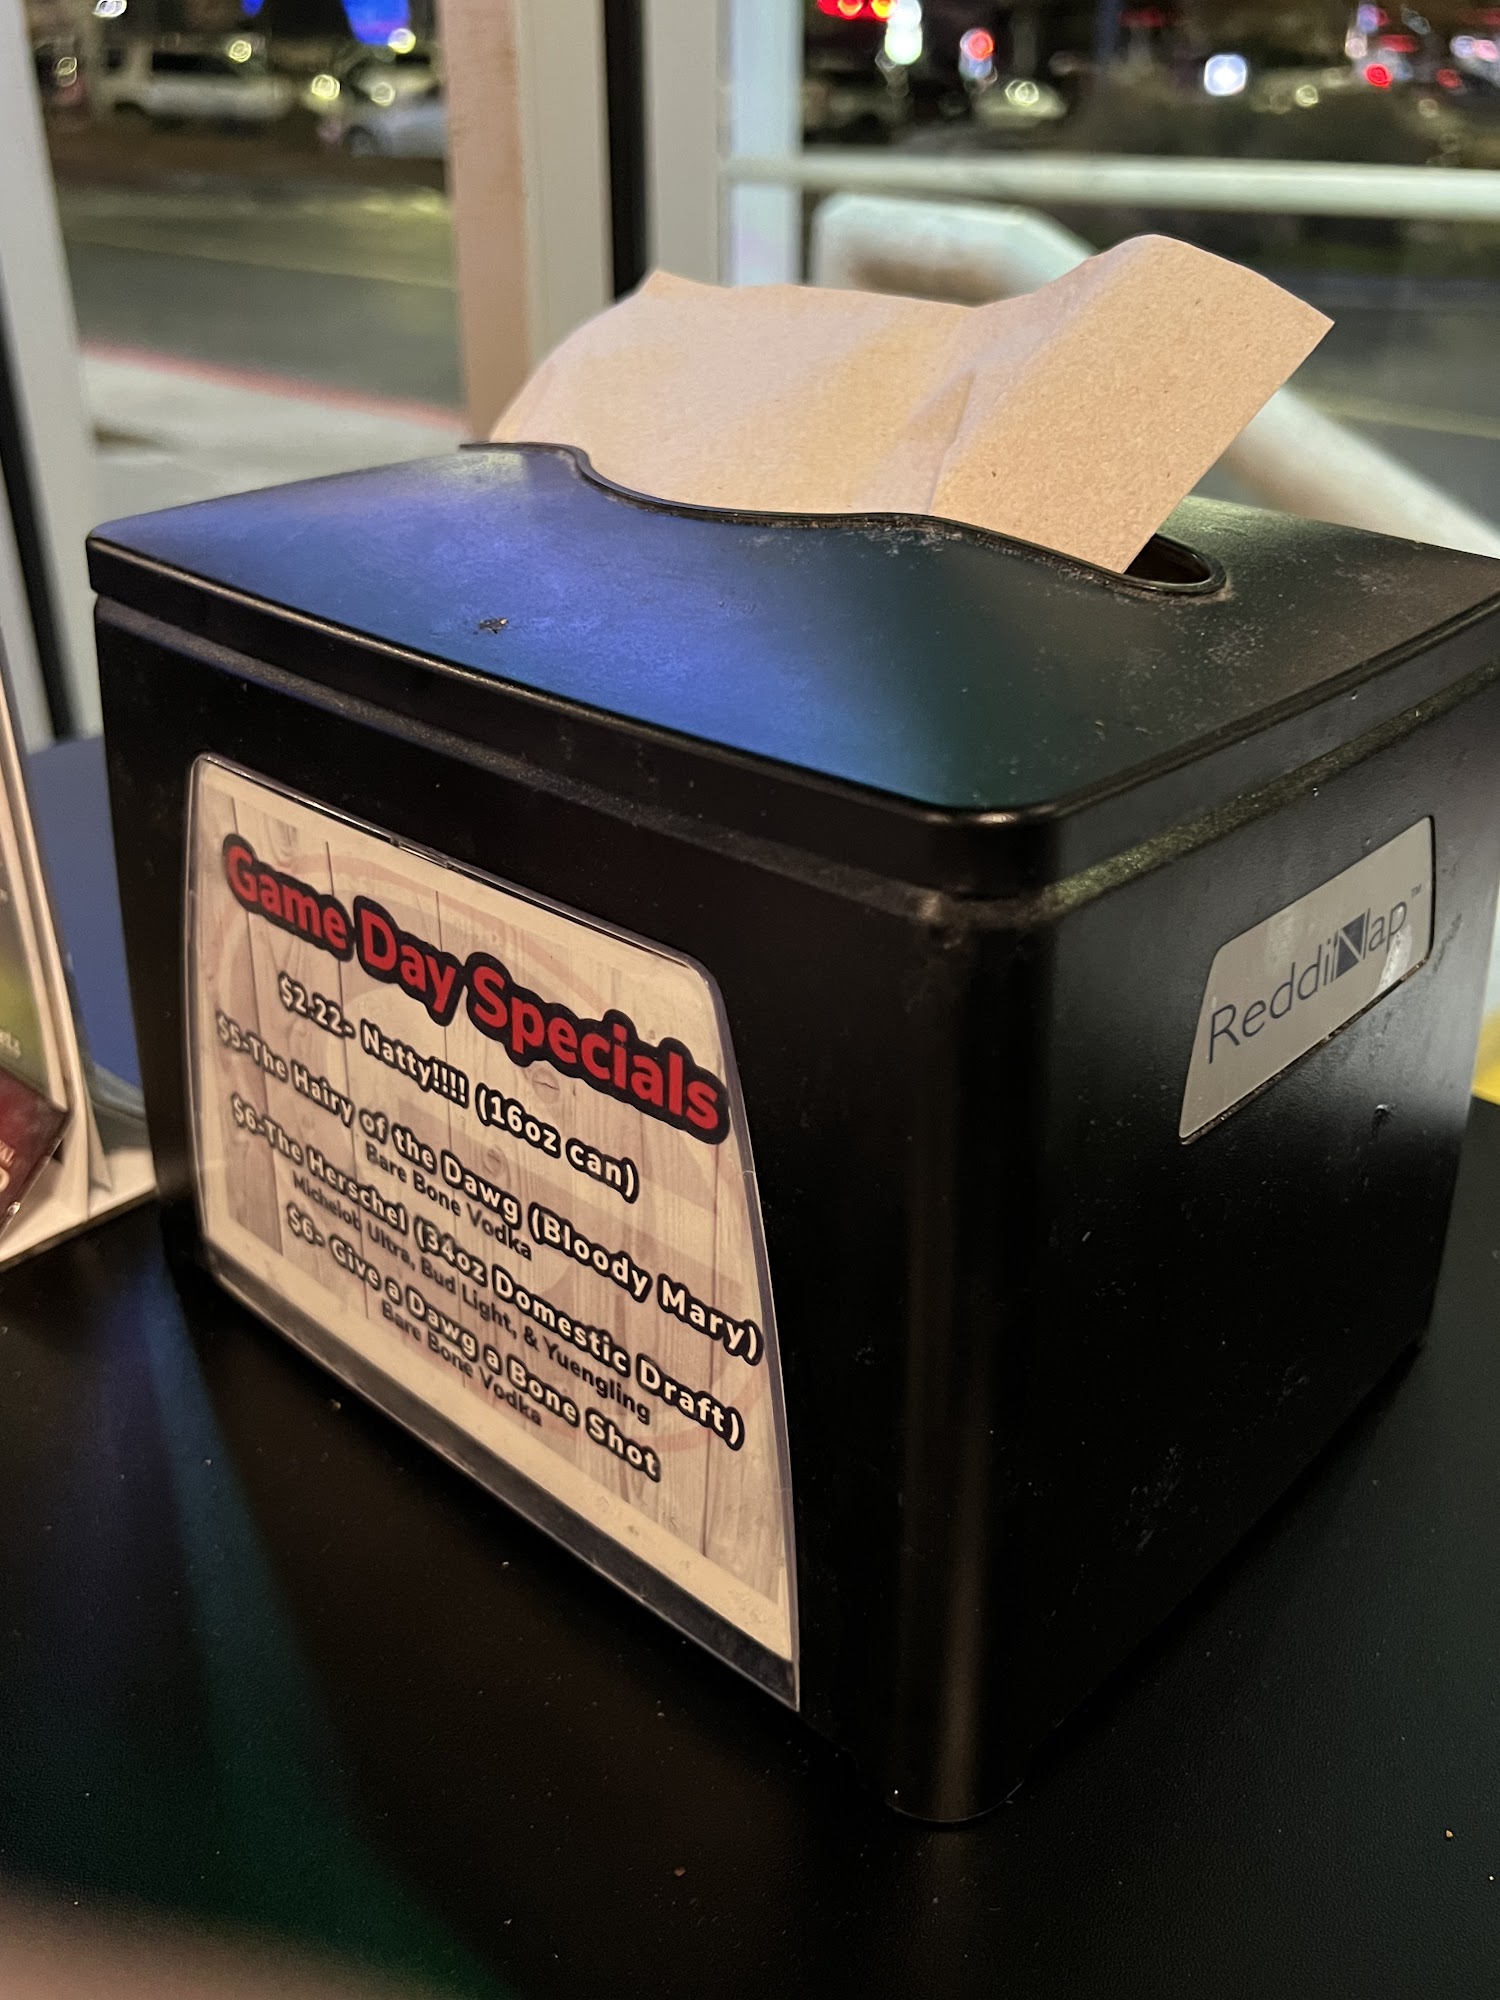 Game Day Specials
$2.22- Natty!!!! (16oz can)
$5-The Hairy of the Dawg (Bloody Mary)
Bare Bone Vodka
$6-The Herschel (34oz Domestic Draft)
Michelob Ultra, Bud Light, & Yuengling
$6- Give a Dawg a Bone Shot
Bare Bone Vodka
ReddiNap™